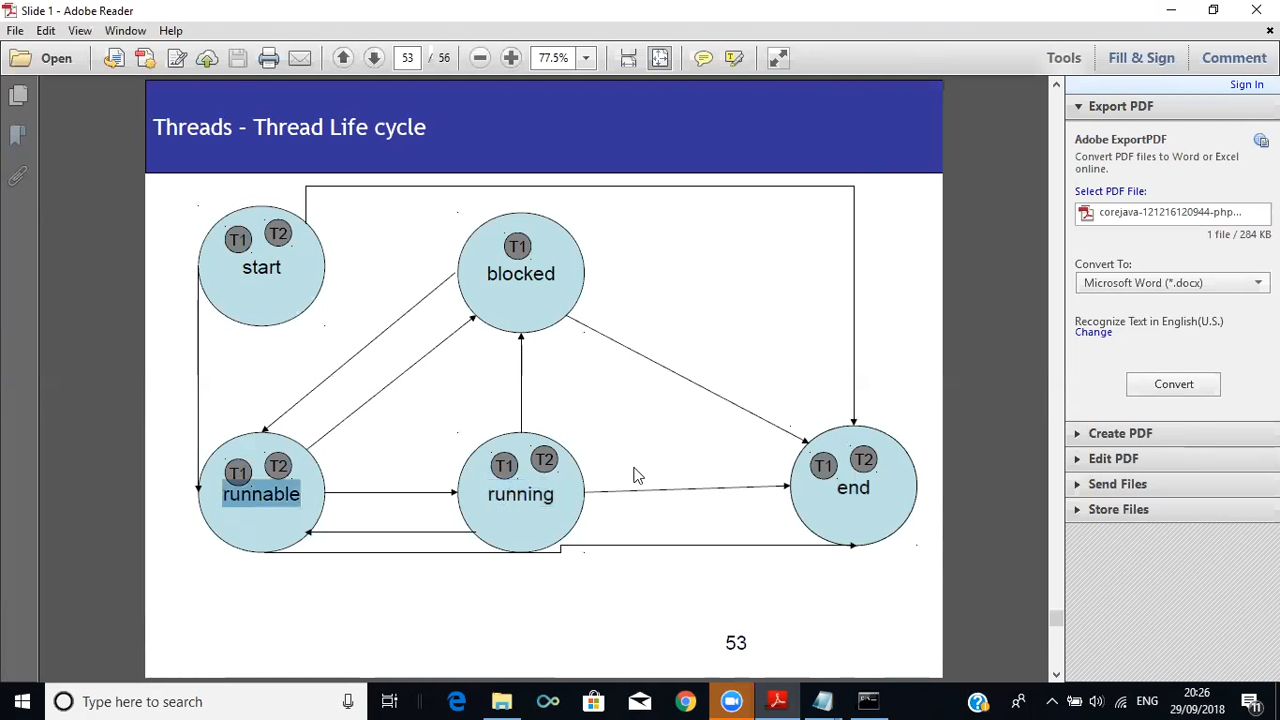 Slide 1 - Adobe Reader
File Edit View Window Help
Open 53 / 56 77.5% Tools Fill & Sign Comment
Sign In
Export PDF
Adobe ExportPDF
Convert PDF files to Word or Excel
online.
Select PDF File:
corejava-121216120944-php...
1 file / 284 KB
Convert To:
Microsoft Word (*.docx)
Recognize Text in English(U.S.)
Change
Convert
Create PDF
Edit PDF
Send Files
Store Files
Threads - Thread Life cycle
T1 T2
start
T1
blocked
T1 T2
runnable
T1 T2
running
T1 T2
end
53
Type here to search
ENG
20:26
29/09/2018
11